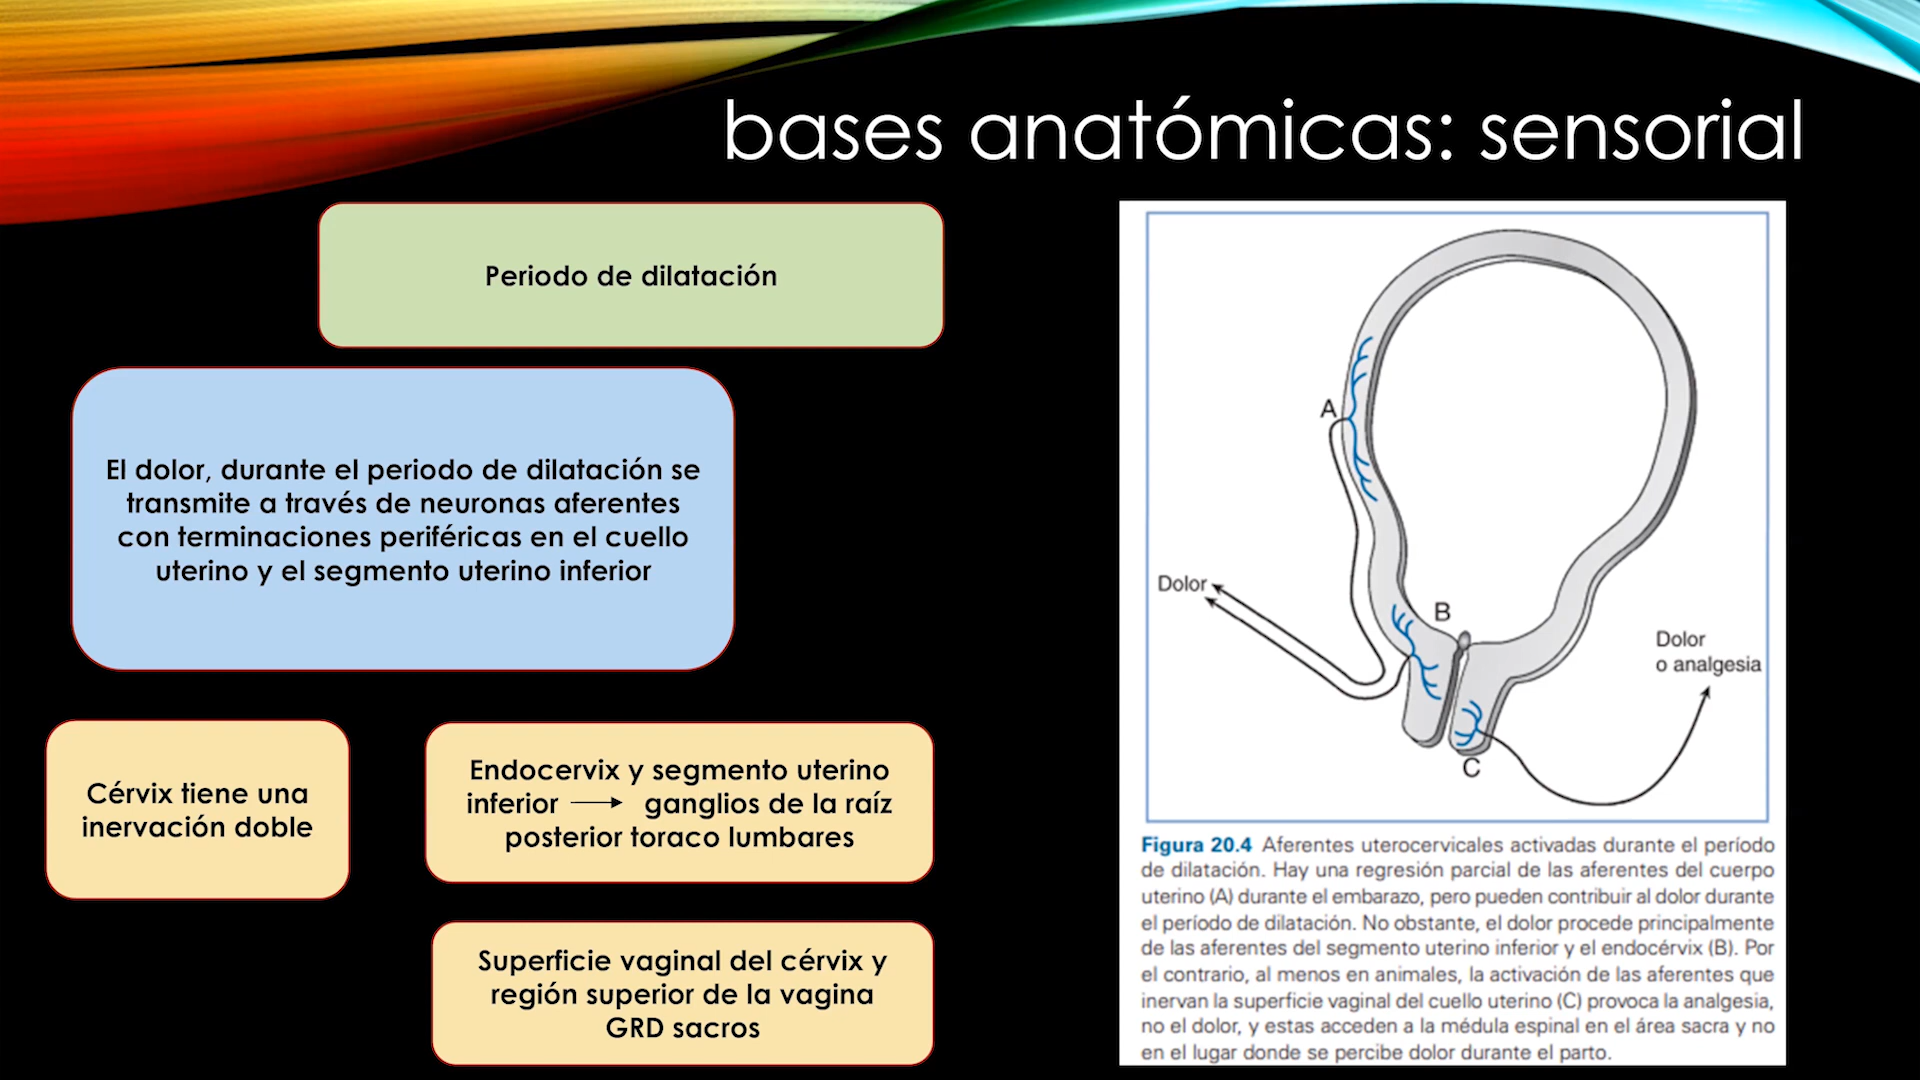 bases anatómicas: sensorial
Periodo de dilatación
El dolor, durante el periodo de dilatación se
transmite a través de neuronas aferentes
con terminaciones periféricas en el cuello
uterino y el segmento uterino inferior
Cérvix tiene una
inervación doble
Endocervix y segmento uterino
inferior → ganglios de la raíz
posterior toraco lumbares
Superficie vaginal del cérvix y
región superior de la vagina
GRD sacros
A
Dolor
B
Dolor
o analgesia
C
Figura 20.4 Aferentes uterocervicales activadas durante el período
de dilatación. Hay una regresión parcial de las aferentes del cuerpo
uterino (A) durante el embarazo, pero pueden contribuir al dolor durante
el período de dilatación. No obstante, el dolor procede principalmente
de las aferentes del segmento uterino inferior y el endocérvix (B). Por
el contrario, al menos en animales, la activación de las aferentes que
inervan la superficie vaginal del cuello uterino (C) provoca la analgesia,
no el dolor, y estas acceden a la médula espinal en el área sacra y no
en el lugar donde se percibe dolor durante el parto.